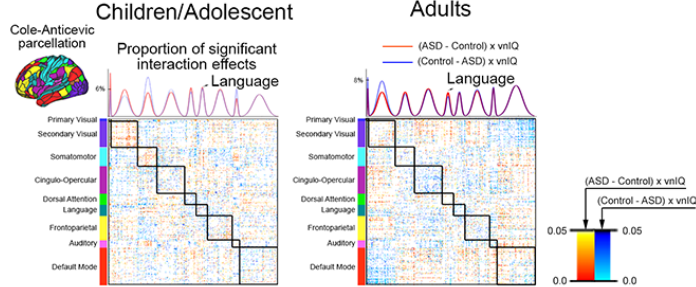 Children/Adolescent
Adults
Cole-Anticevic
parcellation
Proportion of significant
interaction effects
Language
6%
(ASD - Control) x vnIQ
(Control - ASD) x vnIQ
Language
8%
Primary Visual
Secondary Visual
Somatomotor
Cingulo-Opercular
Dorsal Attention
Language
Frontoparietal
Auditory
Default Mode
Primary Visual
Secondary Visual
Somatomotor
Cingulo-Opercular
Dorsal Attention
Language
Frontoparietal
Auditory
Default Mode
(ASD - Control) x vnIQ
(Control - ASD) x vnIQ
0.05
0.05
0.0
0.0